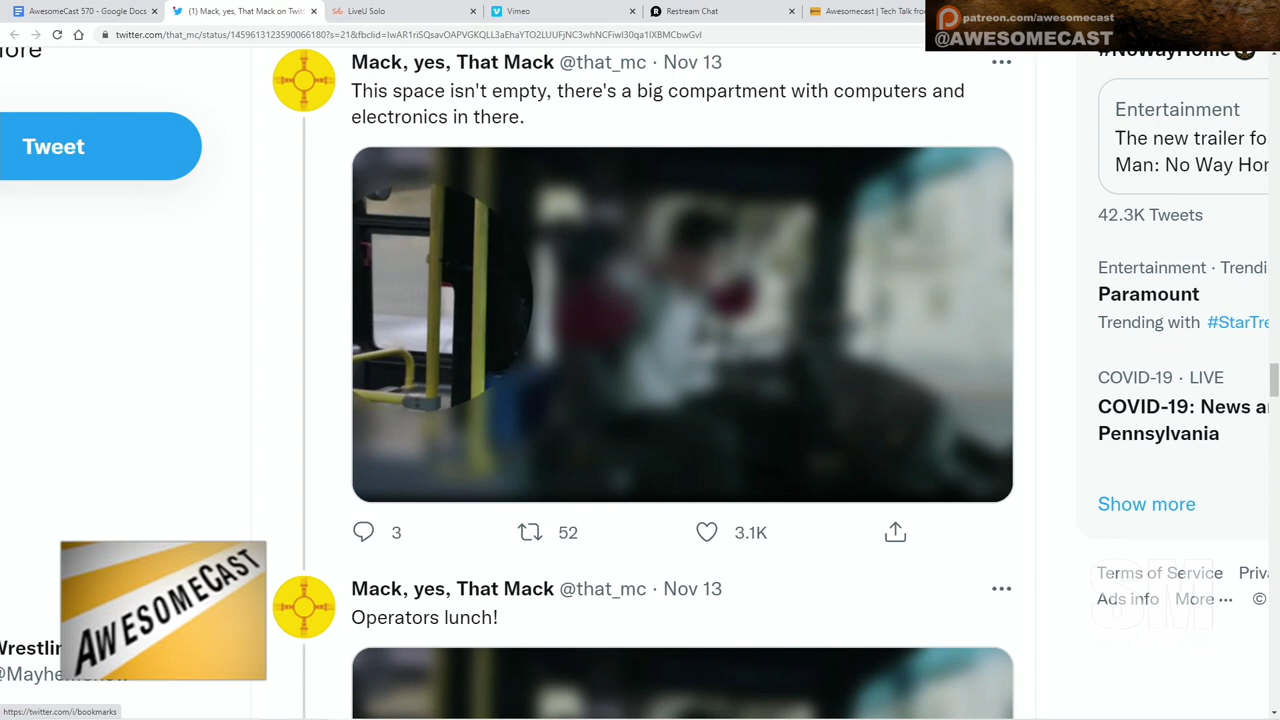 AwesomeCast 570 - Google Docs
(1) Mack, yes, That Mack on Twit
LiveU Solo
Vimeo
Restream Chat
Awesomecast | Tech Talk fro
patreon.com/awesomecast
@AWESOMECAST
ore
Tweet
Mack, yes, That Mack @that_mc · Nov 13
This space isn't empty, there's a big compartment with computers and
electronics in there.
3
52
3.1K
Mack, yes, That Mack @that_mc · Nov 13
Operators lunch!
#NoWayHome
Entertainment
The new trailer fo
Man: No Way Hor
42.3K Tweets
Entertainment · Trendi
Paramount
Trending with #StarTre
COVID-19 · LIVE
COVID-19: News a
Pennsylvania
Show more
Terms of Service Priva
Ads info More ··· ©
SM
AWESOMECAST
Wrestlin
https://twitter.com/i/bookmarks